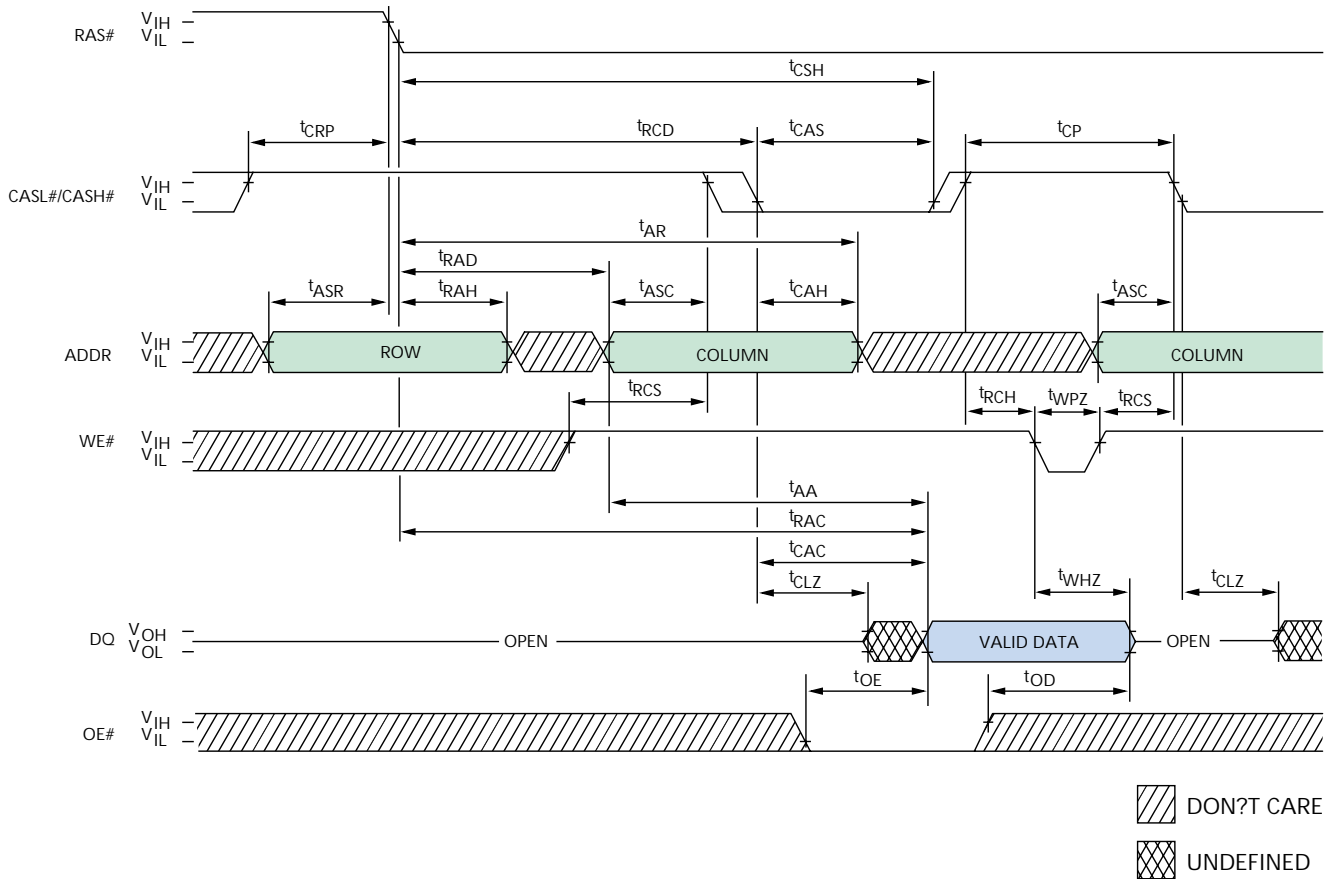 RAS# VIH
VIL
tCSH
tCRP tRCD tCAS tCP
CASL#/CASH# VIH
VIL
tAR
tRAD
tASR tRAH tASC tCAH tASC
ADDR VIH
VIL
ROW COLUMN COLUMN
tRCS tRCH tWPZ tRCS
WE# VIH
VIL
tAA
tRAC
tCAC
tCLZ tWHZ tCLZ
DQ VOH
VOL
OPEN VALID DATA OPEN
tOE tOD
OE# VIH
VIL
DON?T CARE
UNDEFINED